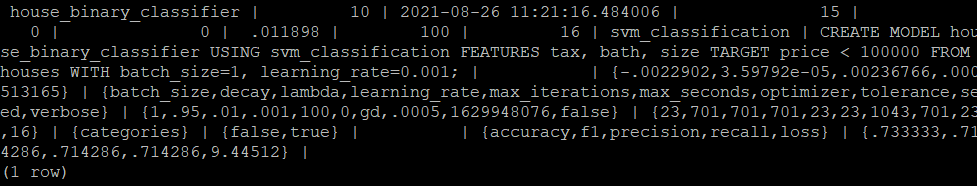 house_binary_classifier | 10 | 2021-08-26 11:21:16.484006 | 15 |
0 | 0 | .011898 | 100 | 16 | svm_classification | CREATE MODEL hou
se_binary_classifier USING svm_classification FEATURES tax, bath, size TARGET price < 100000 FROM
houses WITH batch_size=1, learning_rate=0.001; | | {-.0022902,3.59792e-05,.00236766,.000
513165} | {batch_size,decay,lambda,learning_rate,max_iterations,max_seconds,optimizer,tolerance,se
ed,verbose} | {1,.95,.01,.001,100,0,gd,.0005,1629948076,false} | {23,701,701,701,23,23,1043,701,23
,16} | {categories} | {false,true} | | {accuracy,f1,precision,recall,loss} | {.733333,.71
4286,.714286,.714286,9.44512} |
(1 row)